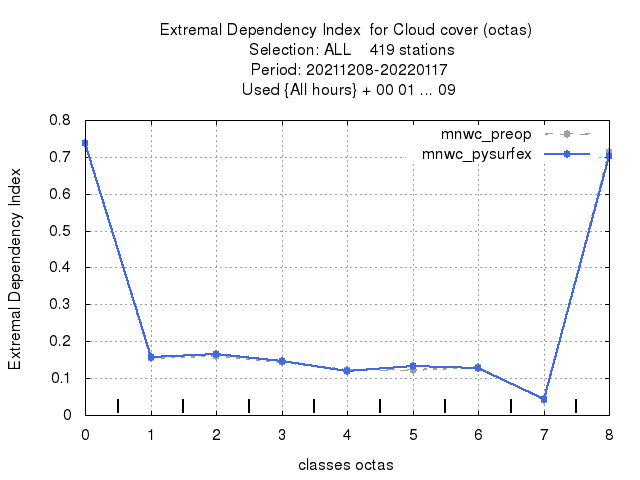 Extremal Dependency Index  for Cloud cover (octas)
Selection: ALL    419 stations
Period: 20211208-20220117
Used {All hours} + 00 01 ... 09
mnwc_preop
mnwc_pysurfex
Extremal Dependency Index
0.8
0.7
0.6
0.5
0.4
0.3
0.2
0.1
0
0 1 2 3 4 5 6 7 8
classes octas